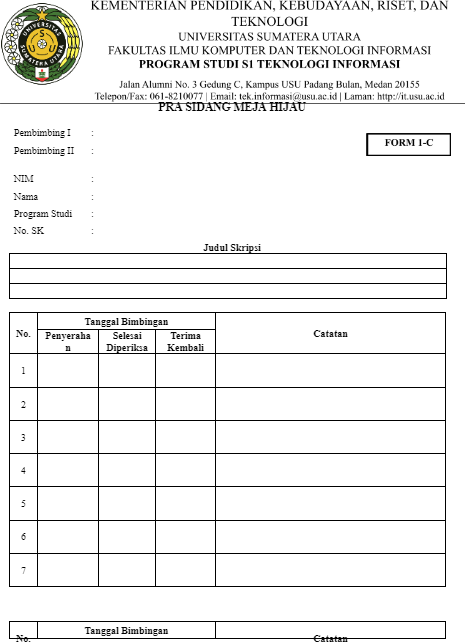 KEMENTERIAN PENDIDIKAN, KEBUDAYAAN, RISET, DAN
TEKNOLOGI
UNIVERSITAS SUMATERA UTARA
FAKULTAS ILMU KOMPUTER DAN TEKNOLOGI INFORMASI
PROGRAM STUDI S1 TEKNOLOGI INFORMASI
Jalan Alumni No. 3 Gedung C, Kampus USU Padang Bulan, Medan 20155
Telepon/Fax: 061-8210077 | Email: tek.informasi@usu.ac.id | Laman: http://it.usu.ac.id
PRA SIDANG MEJA HIJAU
Pembimbing I :
FORM 1-C
Pembimbing II :
NIM :
Nama :
Program Studi :
No. SK :
Judul Skripsi
No. Tanggal Bimbingan Catatan
Penyeraha
n Selesai
Diperiksa Terima
Kembali
1
2
3
4
5
6
7
No. Tanggal Bimbingan Catatan